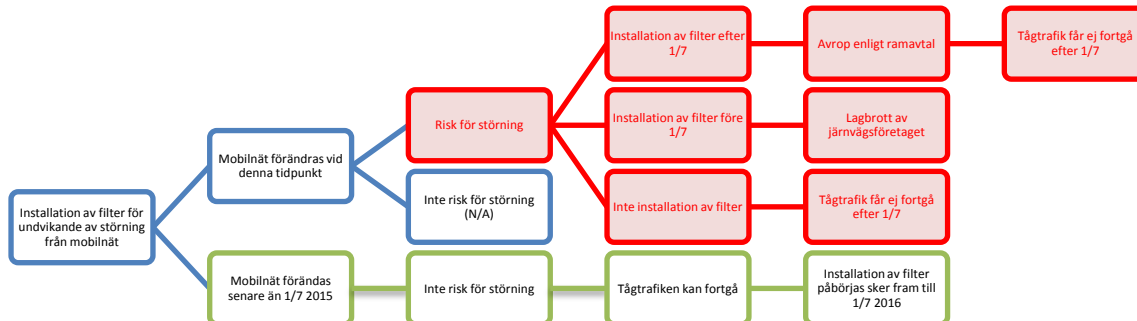 Installation av filter för
undvikande av störning
från mobilnät
Mobilnät förändras vid
denna tidpunkt
Risk för störning
Installation av filter efter
1/7
Avrop enligt ramavtal
Tågtrafik får ej fortgå
efter 1/7
Installation av filter före
1/7
Lagbrott av
järnvägsföretaget
Inte installation av filter
Tågtrafik får ej fortgå
efter 1/7
Inte risk för störning
(N/A)
Mobilnät förändas
senare än 1/7 2015
Inte risk för störning
Tågtrafiken kan fortgå
Installation av filter
påbörjas sker fram till
1/7 2016